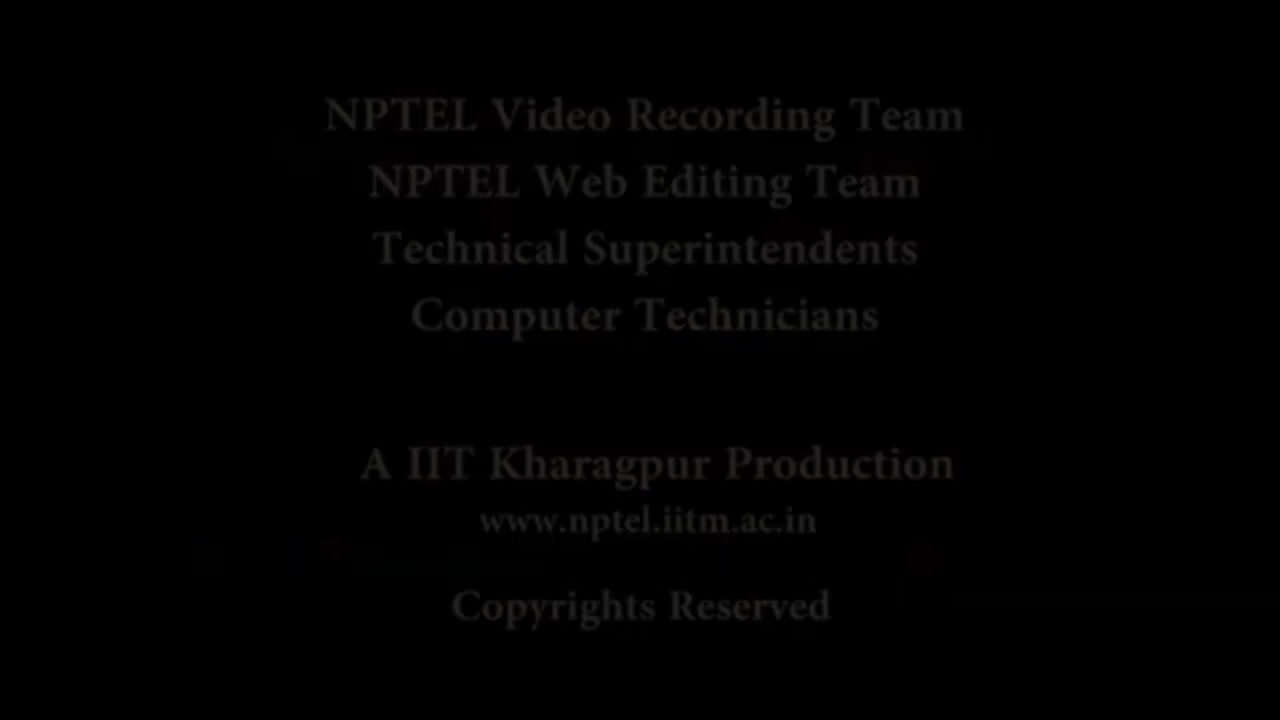 NPTEL Video Recording Team
NPTEL Web Editing Team
Technical Superintendents
Computer Technicians
A IIT Kharagpur Production
www.nptel.iitm.ac.in
Copyrights Reserved